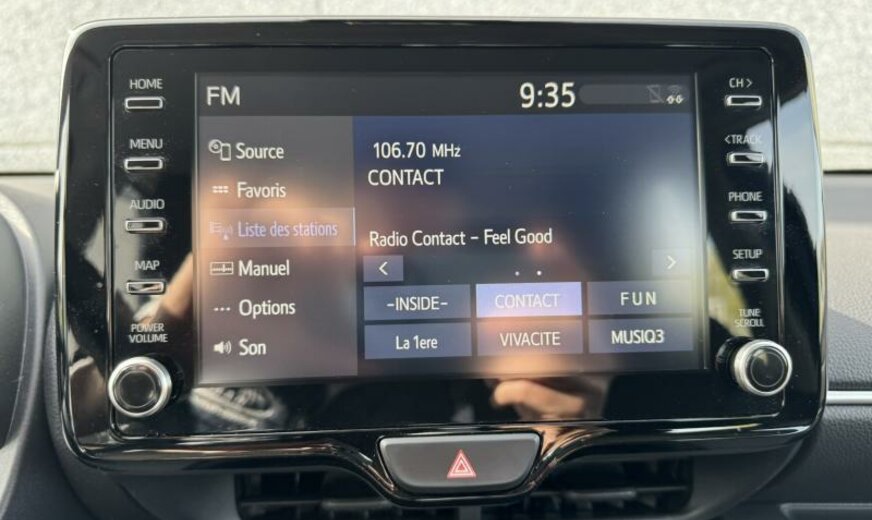 HOME
MENU
AUDIO
MAP
POWER
VOLUME
FM
9:35
Source
Favoris
Liste des stations
Manuel
Options
Son
106.70 MHz
CONTACT
Radio Contact - Feel Good
< >
-INSIDE- CONTACT FUN
La 1ere VIVACITE MUSIQ3
CH >
< TRACK
PHONE
SETUP
TUNE
SCROLL